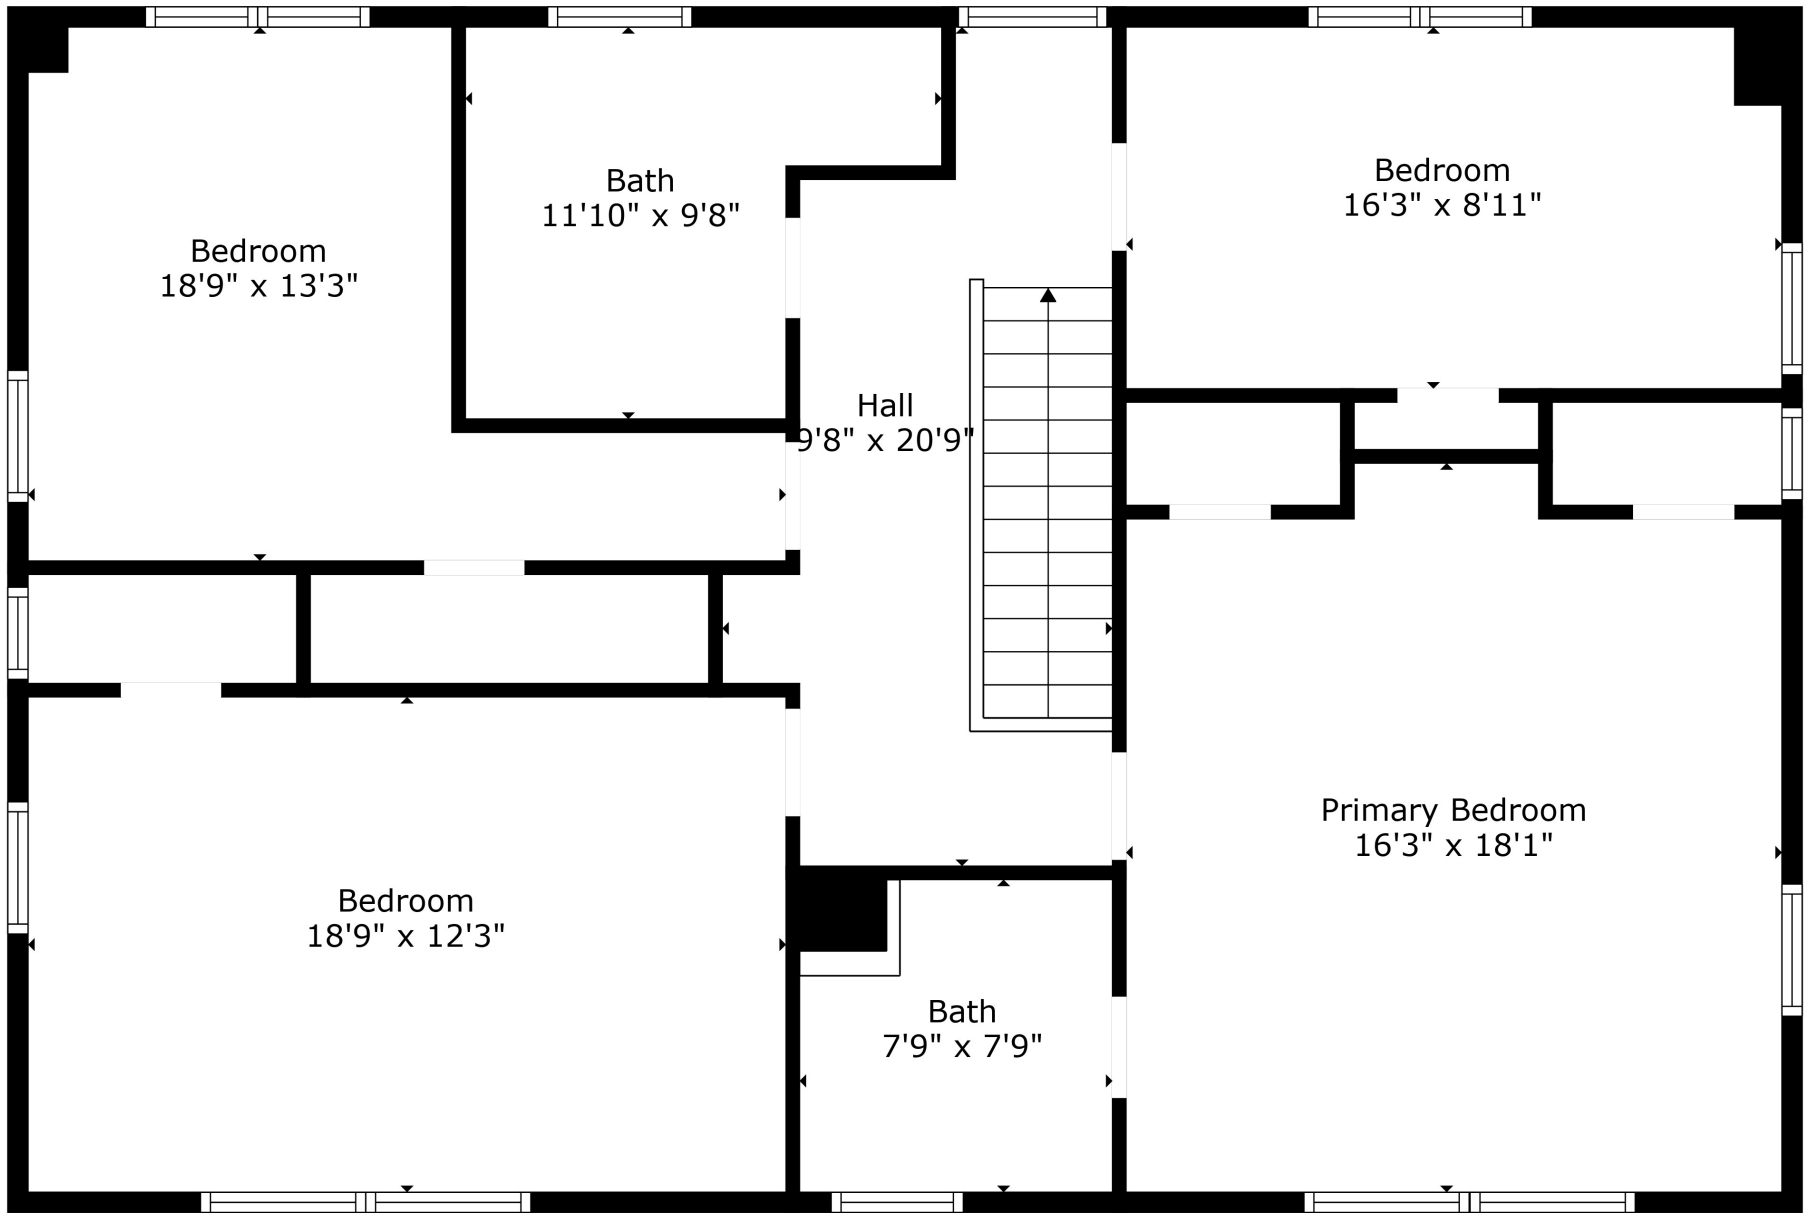 Bedroom
16'3" x 8'11"
Bath
11'10" x 9'8"
Bedroom
18'9" x 13'3"
Hall
9'8" x 20'9"
Primary Bedroom
16'3" x 18'1"
Bedroom
18'9" x 12'3"
Bath
7'9" x 7'9"